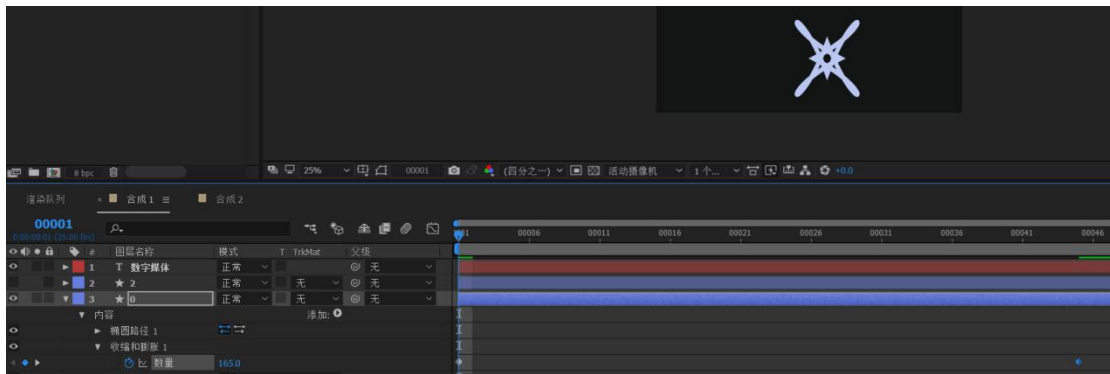 8 bpc 25% 00001 (四分之一) 活动摄像机 1个... +0.0
渲染队列 × 合成 1 ≡ 合成 2
00001
0:00:00:01 (25.00 fps)
00006 00011 00016 00021 00026 00031 00036 00041 00046
# 图层名称 模式 T TrkMat 父级
1 T 数字媒体 正常 无
2 ★ 2 正常 无 无
3 ★ 0 正常 无 无
内容 添加:
椭圆路径 1
收缩和膨胀 1
数量 165.0